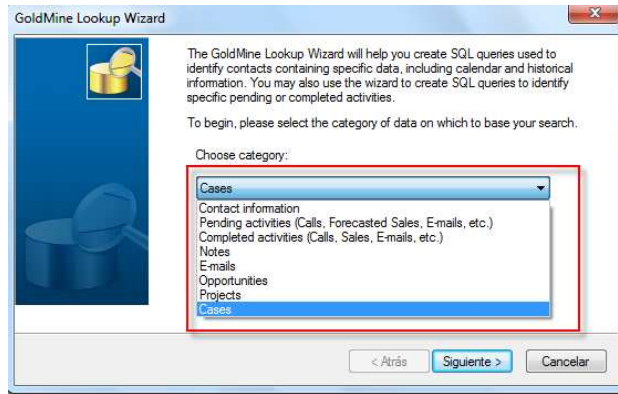 GoldMine Lookup Wizard
The GoldMine Lookup Wizard will help you create SQL queries used to
identify contacts containing specific data, including calendar and historical
information. You may also use the wizard to create SQL queries to identify
specific pending or completed activities.
To begin, please select the category of data on which to base your search.
Choose category:
Cases
Contact information
Pending activities (Calls, Forecasted Sales, E-mails, etc.)
Completed activities (Calls, Sales, E-mails, etc.)
Notes
E-mails
Opportunities
Projects
Cases
< Atrás
Siguiente >
Cancelar